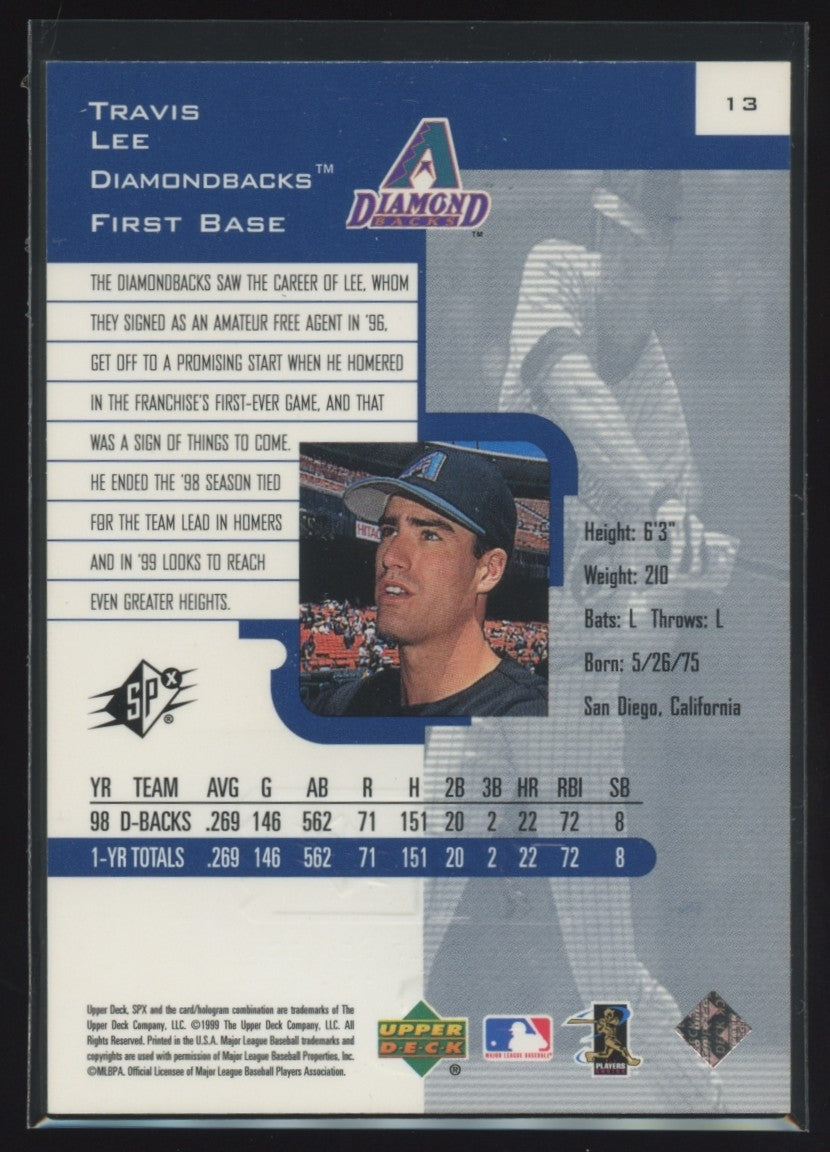 13
TRAVIS
LEE
DIAMONDBACKS™
FIRST BASE
DIAMOND
BACKS
™
THE DIAMONDBACKS SAW THE CAREER OF LEE, WHOM
THEY SIGNED AS AN AMATEUR FREE AGENT IN '96,
GET OFF TO A PROMISING START WHEN HE HOMERED
IN THE FRANCHISE'S FIRST-EVER GAME, AND THAT
WAS A SIGN OF THINGS TO COME.
HE ENDED THE '98 SEASON TIED
FOR THE TEAM LEAD IN HOMERS
AND IN '99 LOOKS TO REACH
EVEN GREATER HEIGHTS.
HITAC
Height: 6'3"
Weight: 210
Bats: L Throws: L
Born: 5/26/75
San Diego, California
SPx®
YR TEAM AVG G AB R H 2B 3B HR RBI SB
98 D-BACKS .269 146 562 71 151 20 2 22 72 8
1-YR TOTALS .269 146 562 71 151 20 2 22 72 8
Upper Deck, SPX and the card/hologram combination are trademarks of The
Upper Deck Company, LLC. ©1999 The Upper Deck Company, LLC. All
Rights Reserved. Printed in the U.S.A. Major League Baseball trademarks and
copyrights are used with permission of Major League Baseball Properties, Inc.
©MLBPA. Official Licensee of Major League Baseball Players Association.
UPPER
D·E·C·K
®
MAJOR LEAGUE BASEBALL
PLAYERS